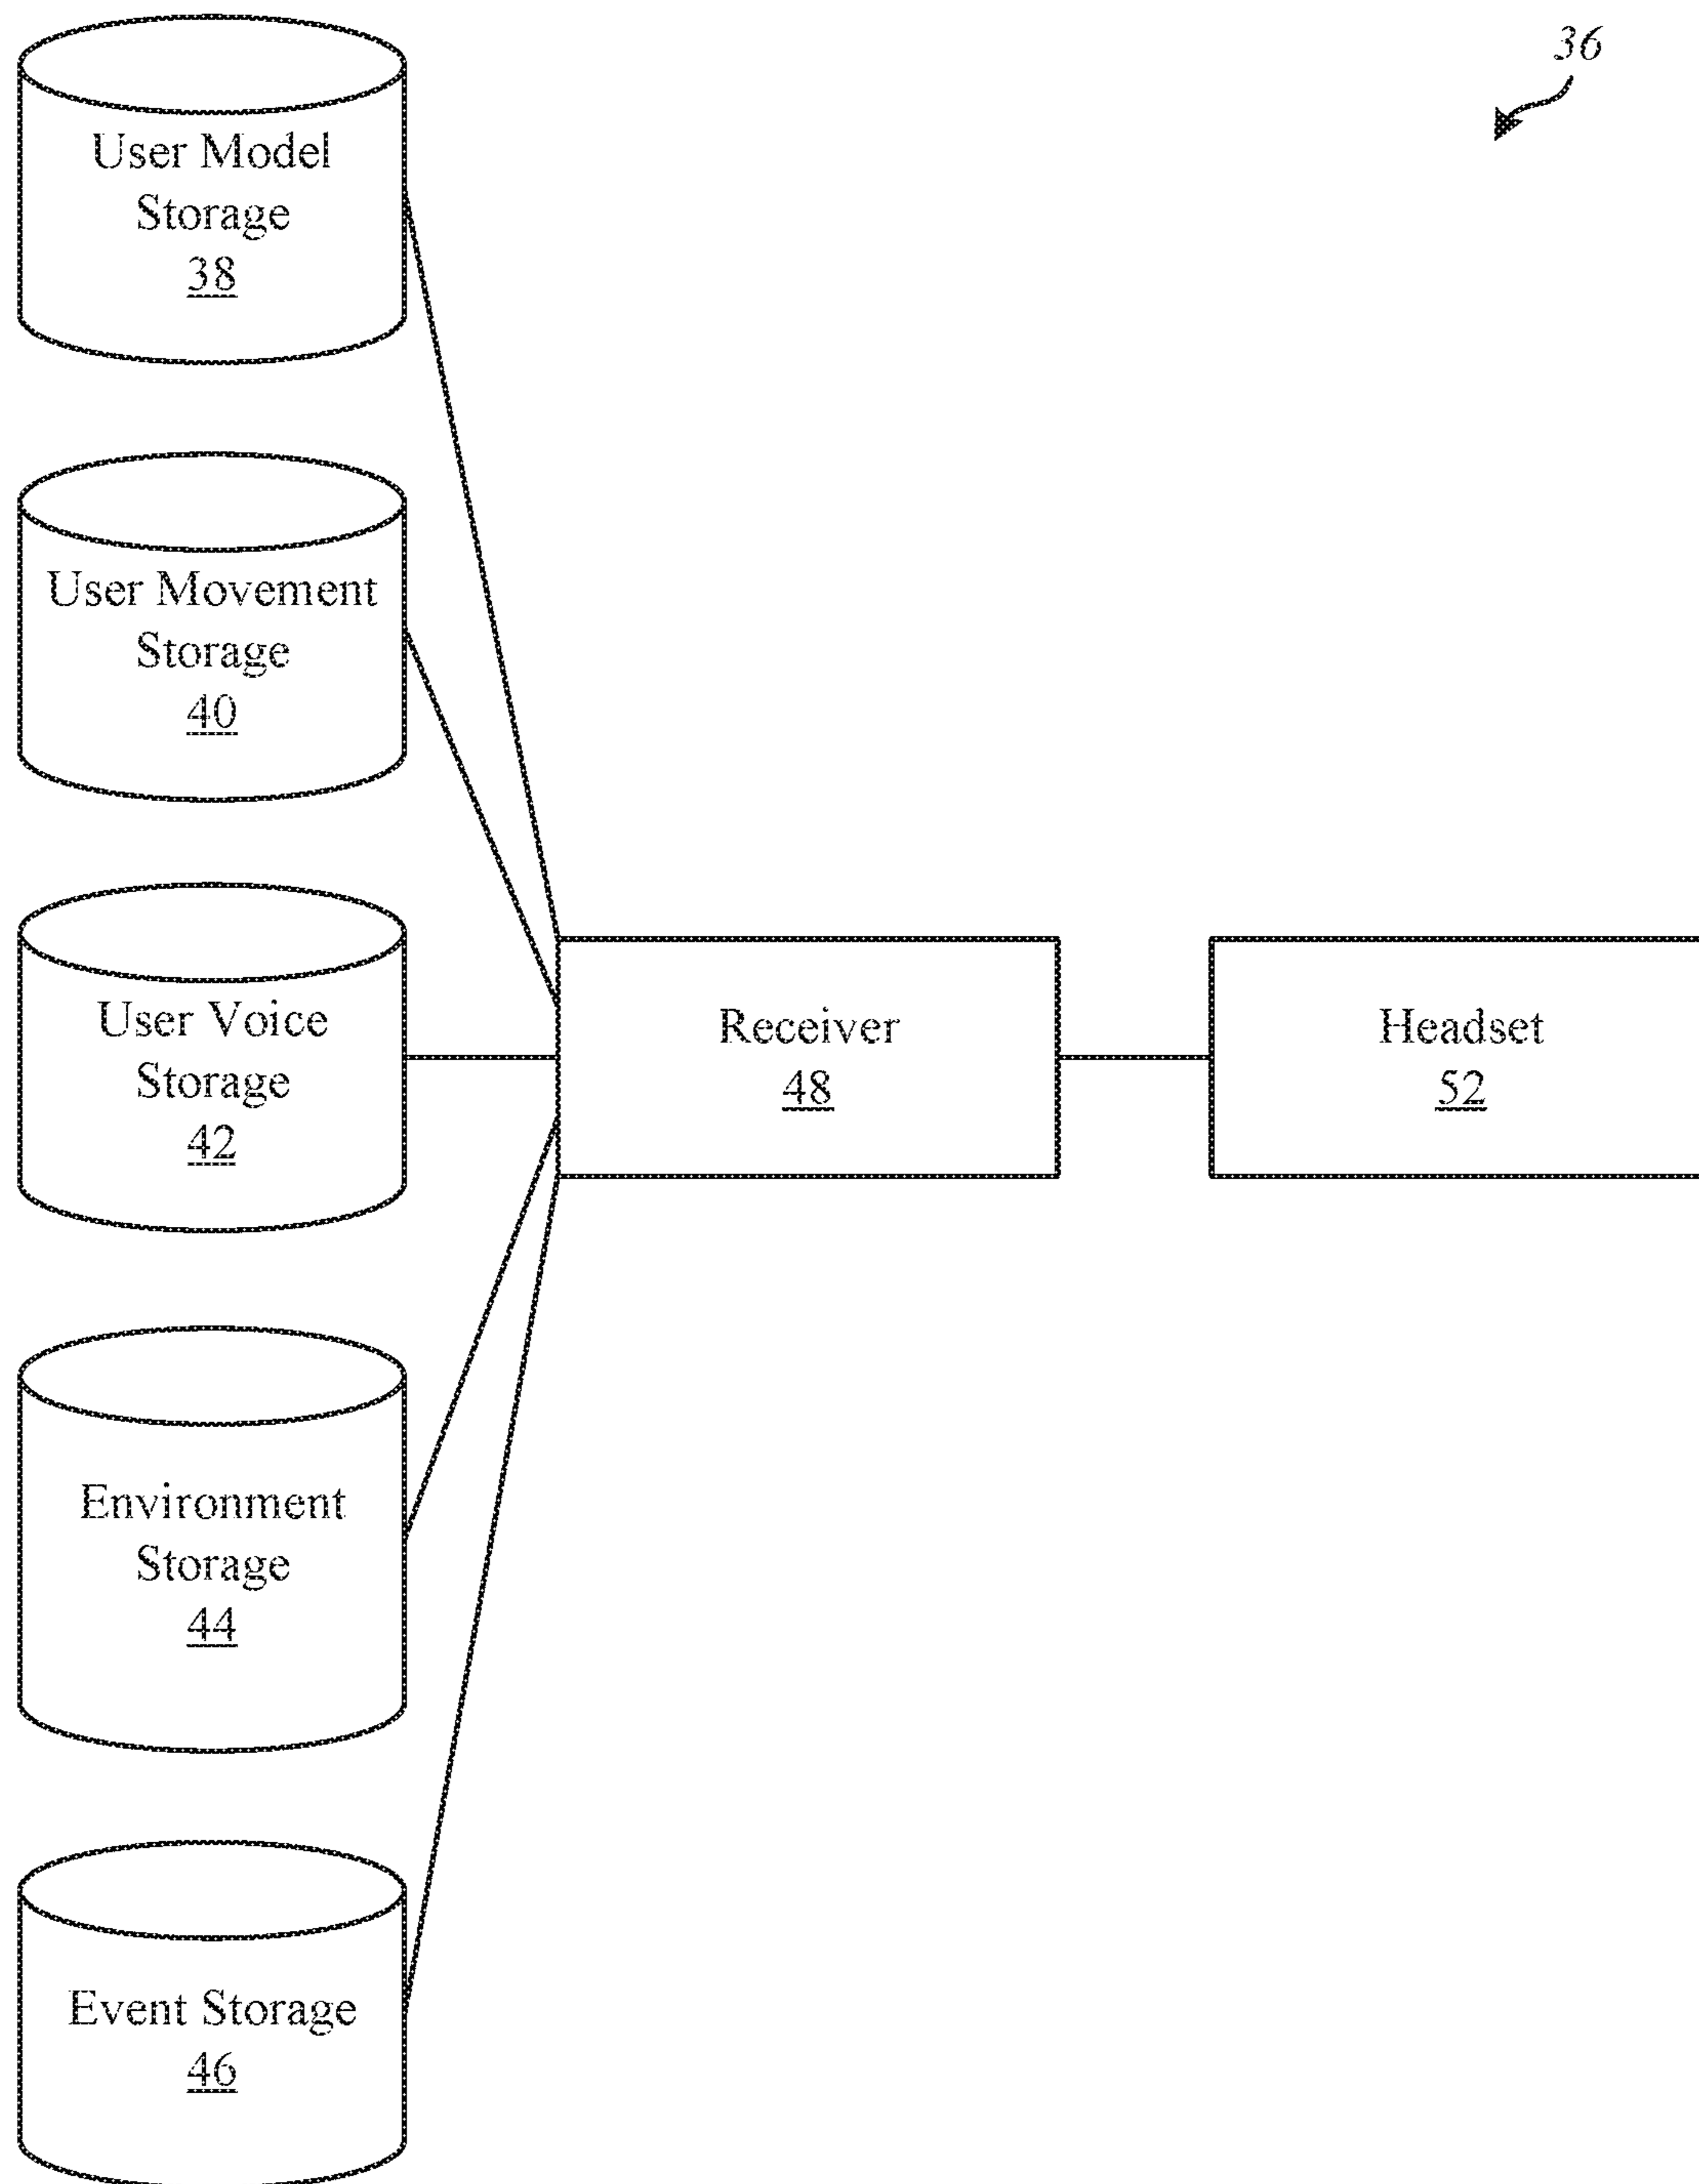 36
User Model
Storage
38
User Movement
Storage
40
User Voice
Storage
42
Receiver
48
Headset
52
Environment
Storage
44
Event Storage
46